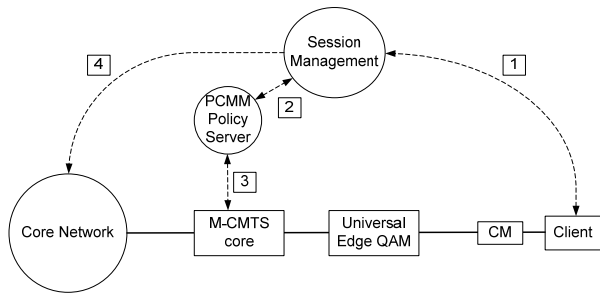 Session
Management
4
1
PCMM
Policy
Server
2
3
Core Network
M-CMTS
core
Universal
Edge QAM
CM
Client